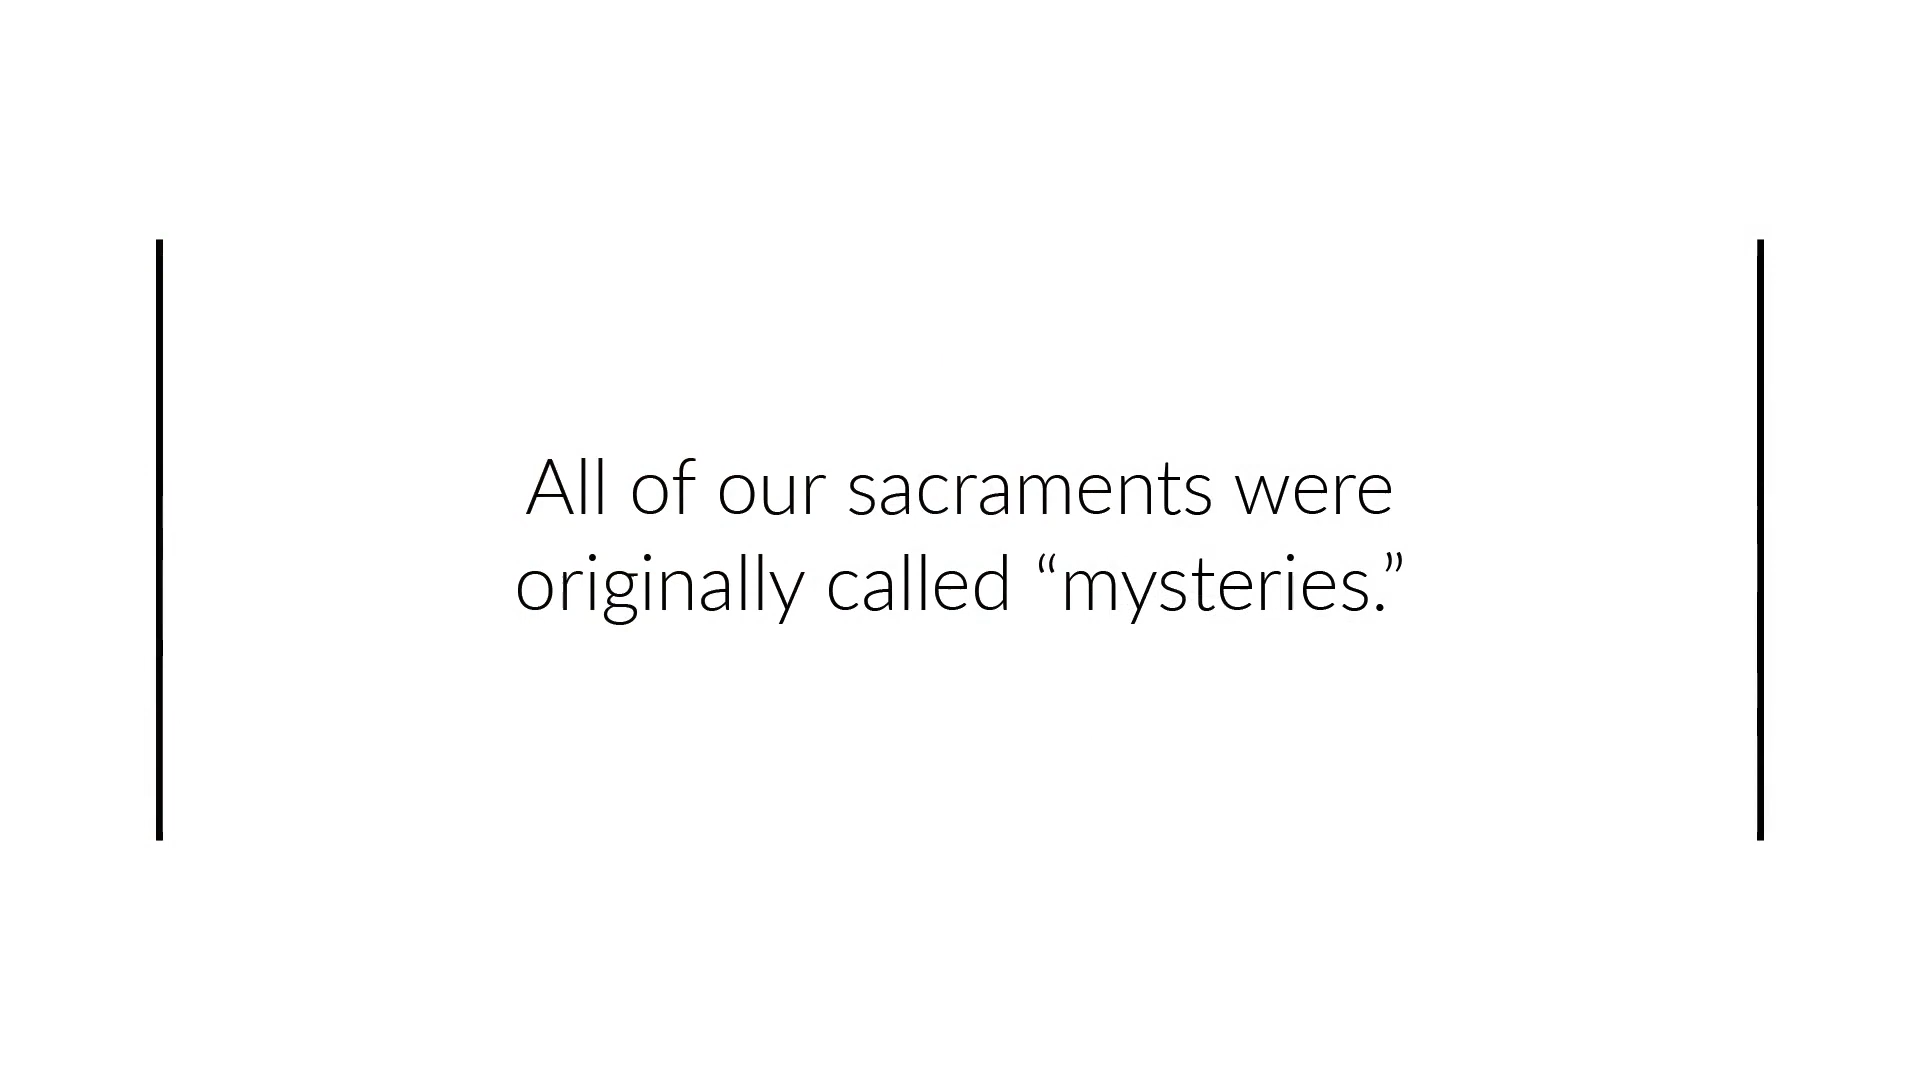 All of our sacraments were
originally called “mysteries.”